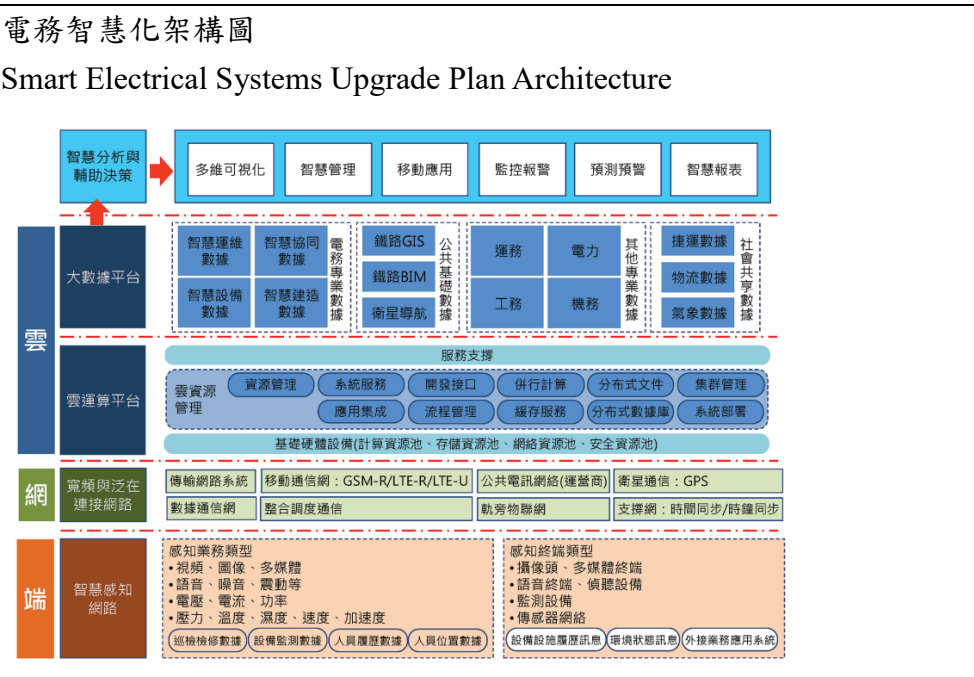 電務智慧化架構圖
Smart Electrical Systems Upgrade Plan Architecture
智慧分析與
輔助決策
多維可視化
智慧管理
移動應用
監控報警
預測預警
智慧報表
雲
大數據平台
智慧運維
數據
智慧協同
數據
智慧設備
數據
智慧建造
數據
電務專業數據
鐵路GIS
鐵路BIM
衛星導航
公共基礎數據
運務
電力
工務
機務
其他專業數據
捷運數據
物流數據
氣象數據
社會共享數據
雲運算平台
服務支撐
雲資源
管理
資源管理
系統服務
開發接口
併行計算
分布式文件
集群管理
應用集成
流程管理
緩存服務
分布式數據庫
系統部署
基礎硬體設備(計算資源池、存儲資源池、網絡資源池、安全資源池)
網
寬頻與泛在
連接網路
傳輸網路系統
移動通信網：GSM-R/LTE-R/LTE-U
公共電訊網絡(運營商)
衛星通信：GPS
數據通信網
整合調度通信
軌旁物聯網
支撐網：時間同步/時鐘同步
端
智慧感知
網路
感知業務類型
•視頻、圖像、多媒體
•語音、噪音、震動等
•電壓、電流、功率
•壓力、溫度、濕度、速度、加速度
巡檢檢修數據
設備監測數據
人員履歷數據
人員位置數據
感知終端類型
•攝像頭、多媒體終端
•語音終端、偵聽設備
•監測設備
•傳感器網絡
設備設施履歷訊息
環境狀態訊息
外接業務應用系統